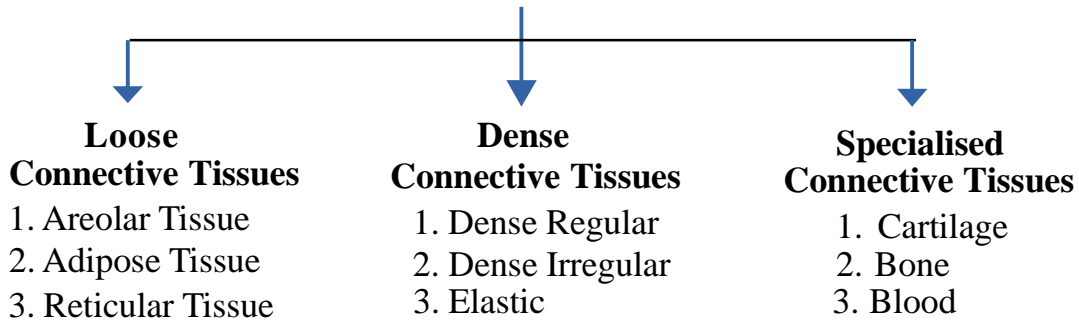 Loose
Connective Tissues
1. Areolar Tissue
2. Adipose Tissue
3. Reticular Tissue
Dense
Connective Tissues
1. Dense Regular
2. Dense Irregular
3. Elastic
Specialised
Connective Tissues
1. Cartilage
2. Bone
3. Blood